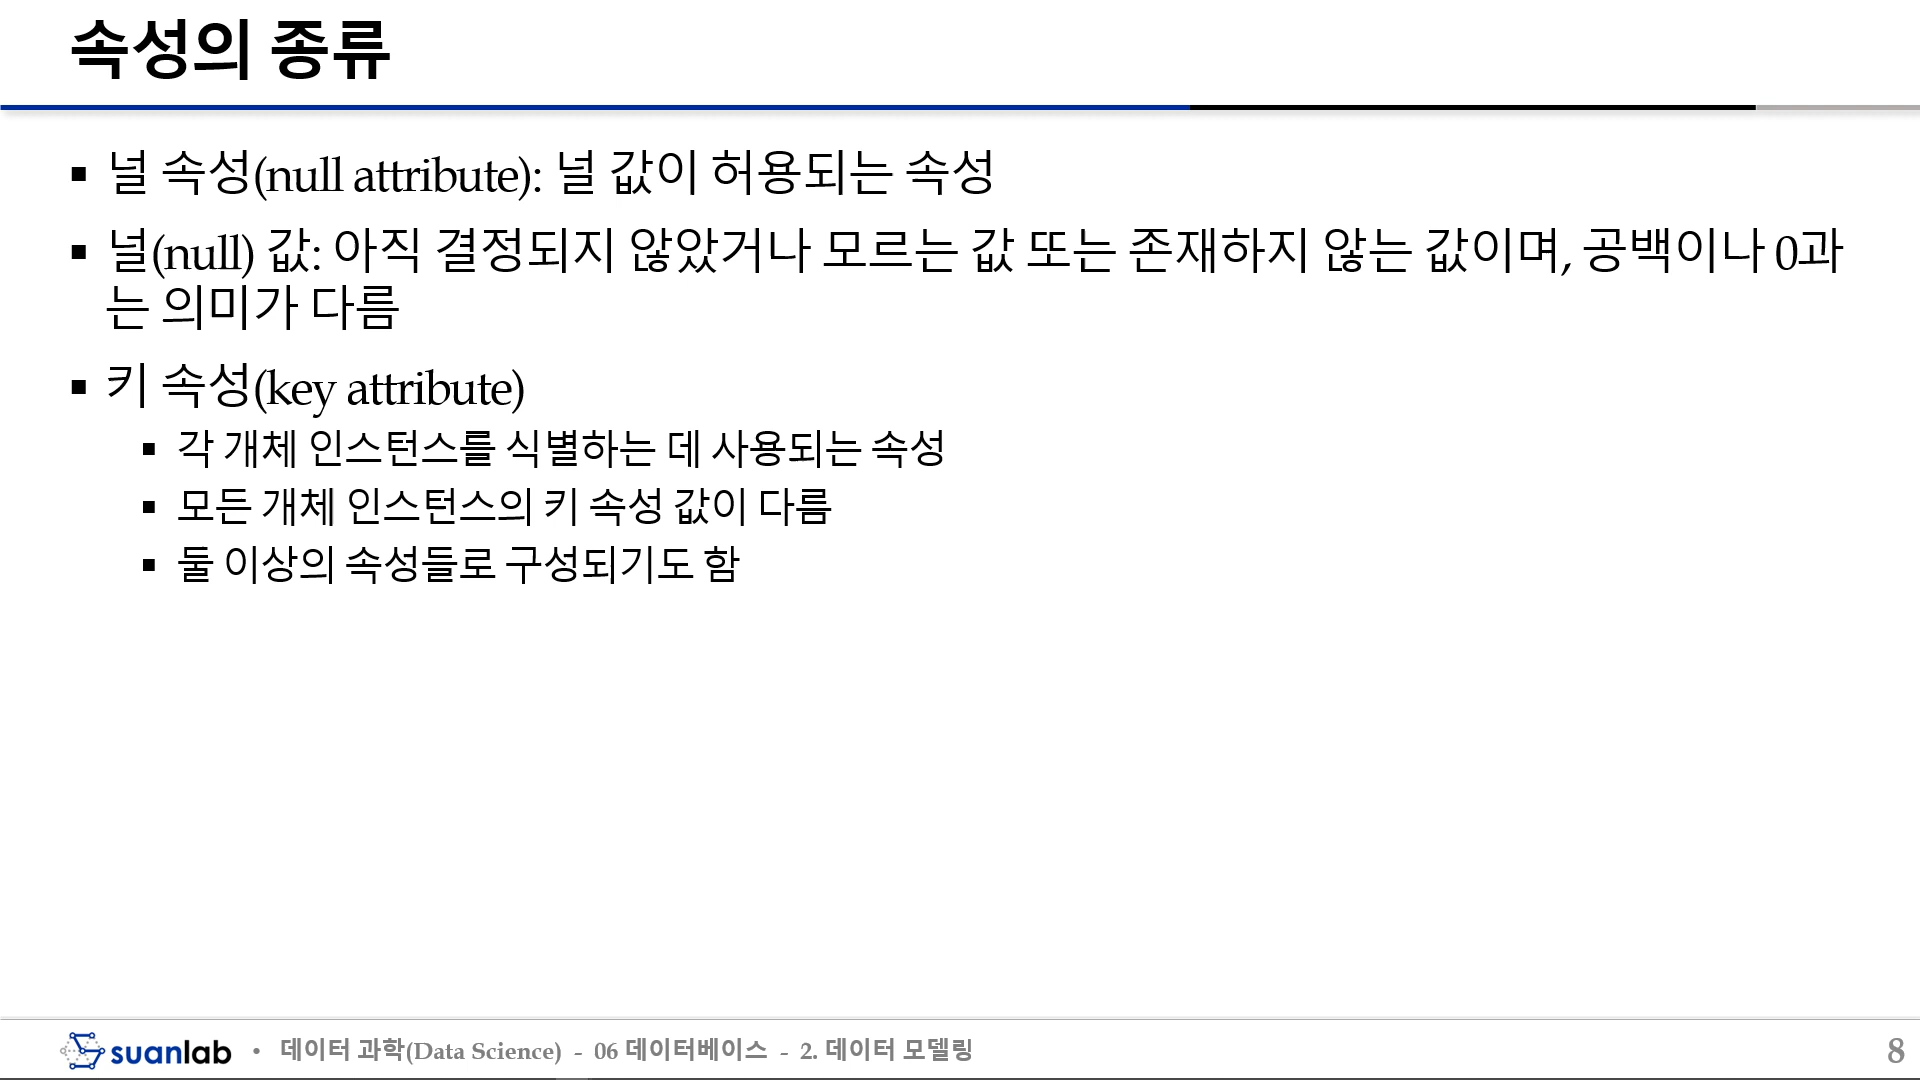 속성의 종류
▪ 널 속성(null attribute): 널 값이 허용되는 속성
▪ 널(null) 값: 아직 결정되지 않았거나 모르는 값 또는 존재하지 않는 값이며, 공백이나 0과
는 의미가 다름
▪ 키 속성(key attribute)
▪ 각 개체 인스턴스를 식별하는 데 사용되는 속성
▪ 모든 개체 인스턴스의 키 속성 값이 다름
▪ 둘 이상의 속성들로 구성되기도 함
suanlab • 데이터 과학(Data Science) - 06 데이터베이스 - 2. 데이터 모델링
8